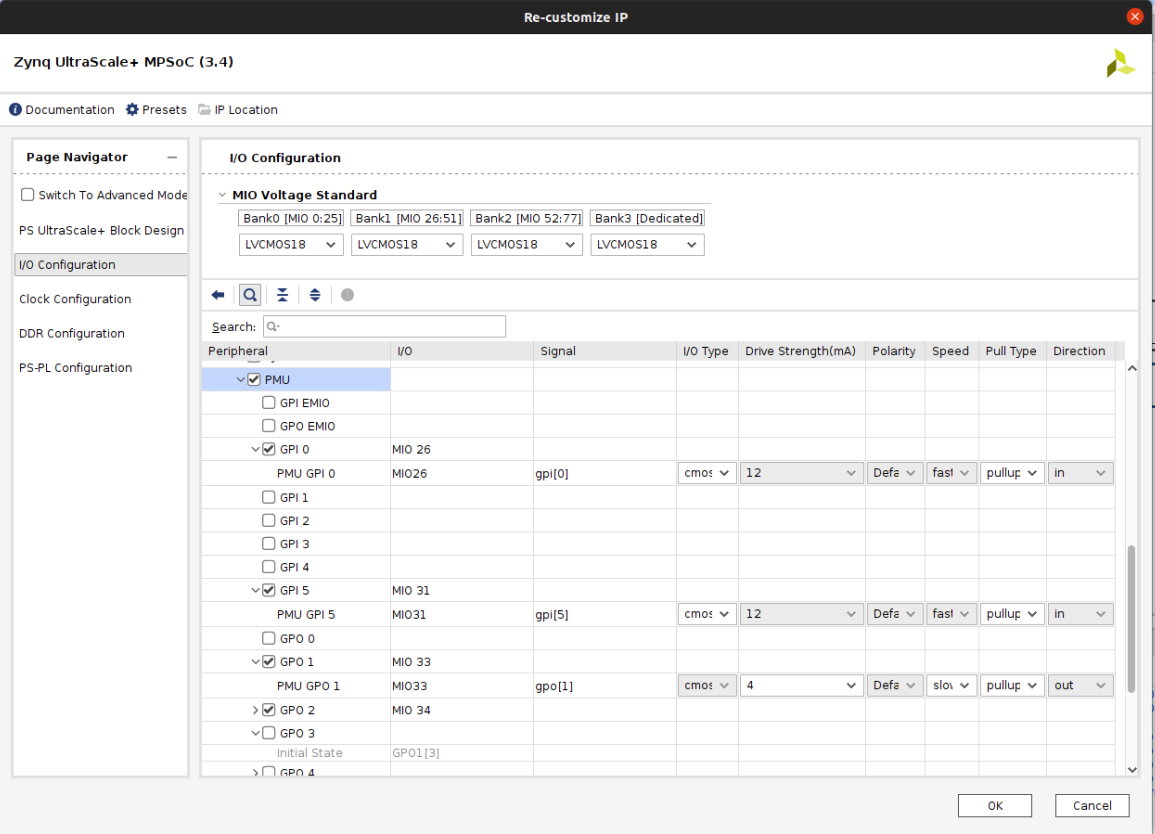 Re-customize IP
Zynq UltraScale+ MPSoC (3.4)
Documentation Presets IP Location
Page Navigator
Switch To Advanced Mode
PS UltraScale+ Block Design
I/O Configuration
Clock Configuration
DDR Configuration
PS-PL Configuration
I/O Configuration
MIO Voltage Standard
Bank0 [MIO 0:25] Bank1 [MIO 26:51] Bank2 [MIO 52:77] Bank3 [Dedicated]
LVCMOS18 LVCMOS18 LVCMOS18 LVCMOS18
Search:
Peripheral I/O Signal I/O Type Drive Strength(mA) Polarity Speed Pull Type Direction
PMU
GPI EMIO
GPO EMIO
GPI 0 MIO 26
PMU GPI 0 MIO26 gpi[0] cmos 12 Defa fast pullup in
GPI 1
GPI 2
GPI 3
GPI 4
GPI 5 MIO 31
PMU GPI 5 MIO31 gpi[5] cmos 12 Defa fast pullup in
GPO 0
GPO 1 MIO 33
PMU GPO 1 MIO33 gpo[1] cmos 4 Defa slow pullup out
GPO 2 MIO 34
GPO 3
Initial State GPO1[3]
GPO 4
OK Cancel